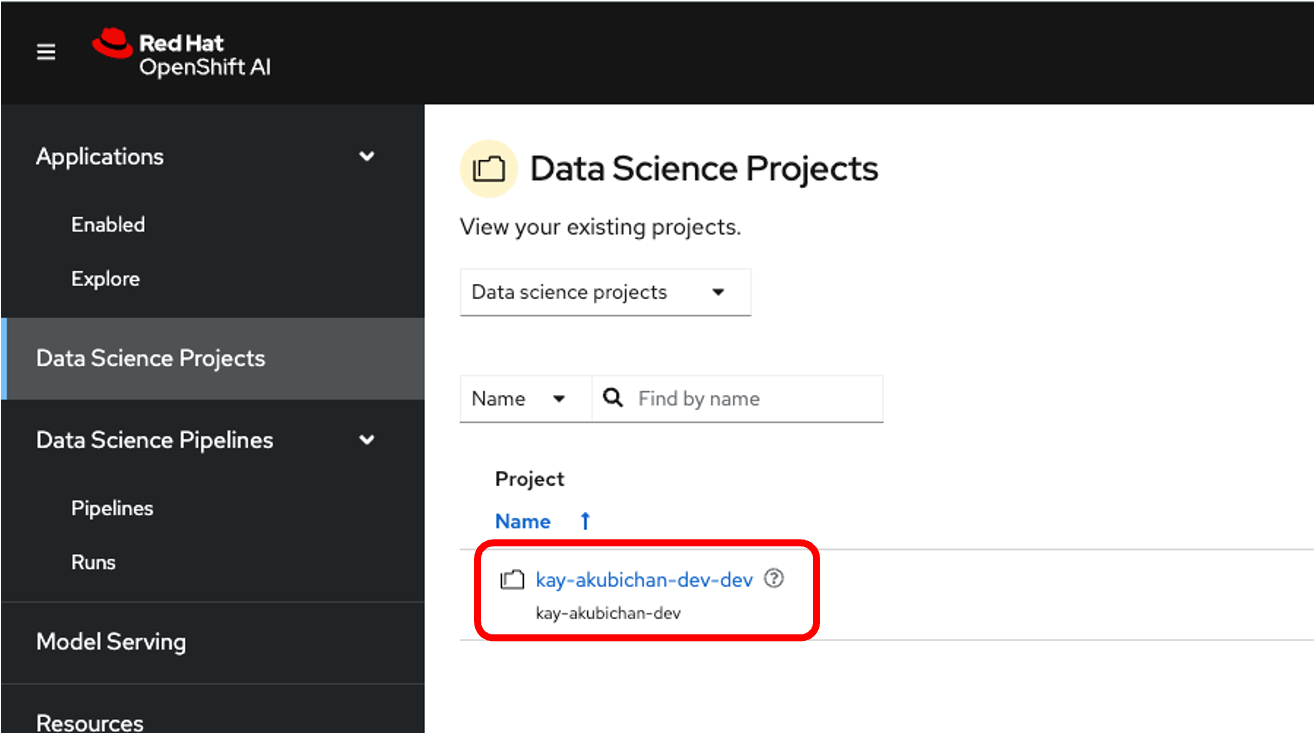 Red Hat
OpenShift AI
Applications
Enabled
Explore
Data Science Projects
Data Science Pipelines
Pipelines
Runs
Model Serving
Resources
Data Science Projects
View your existing projects.
Data science projects
Name
Find by name
Project
Name
kay-akubichan-dev-dev
kay-akubichan-dev